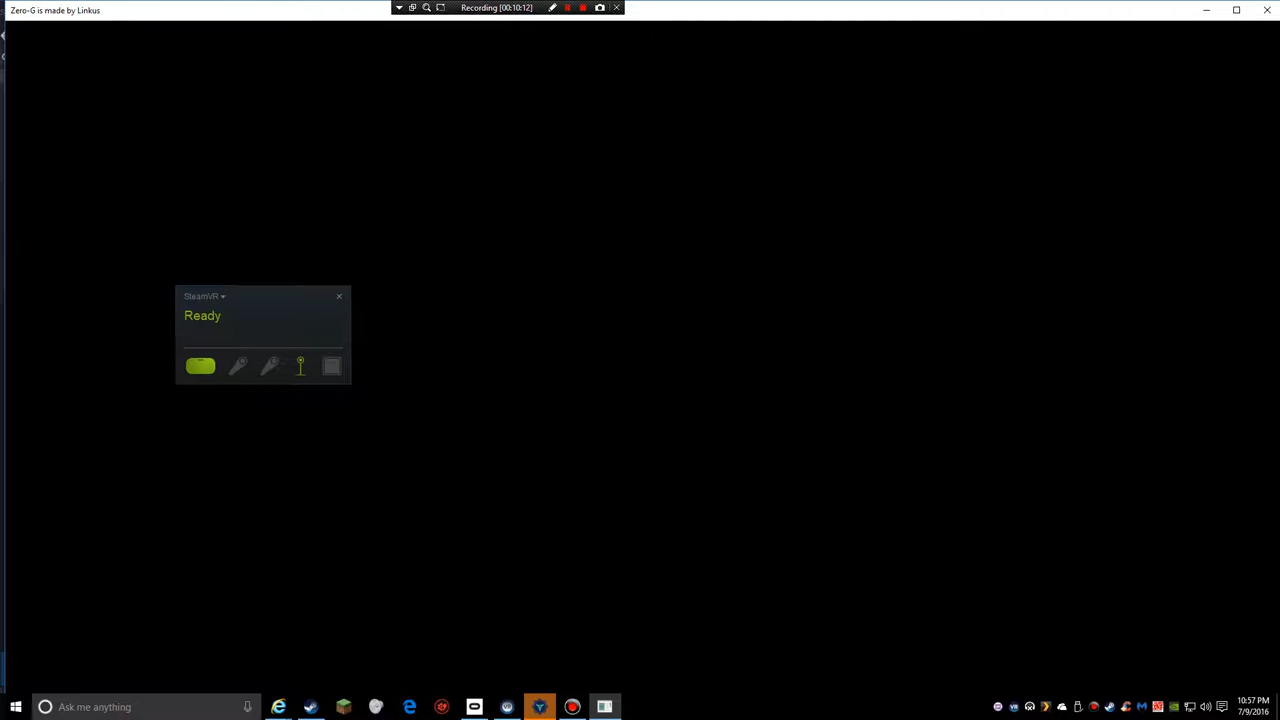 Zero-G is made by Linkus
Recording [00:10:12]
SteamVR
Ready
Ask me anything
10:57 PM
7/9/2016